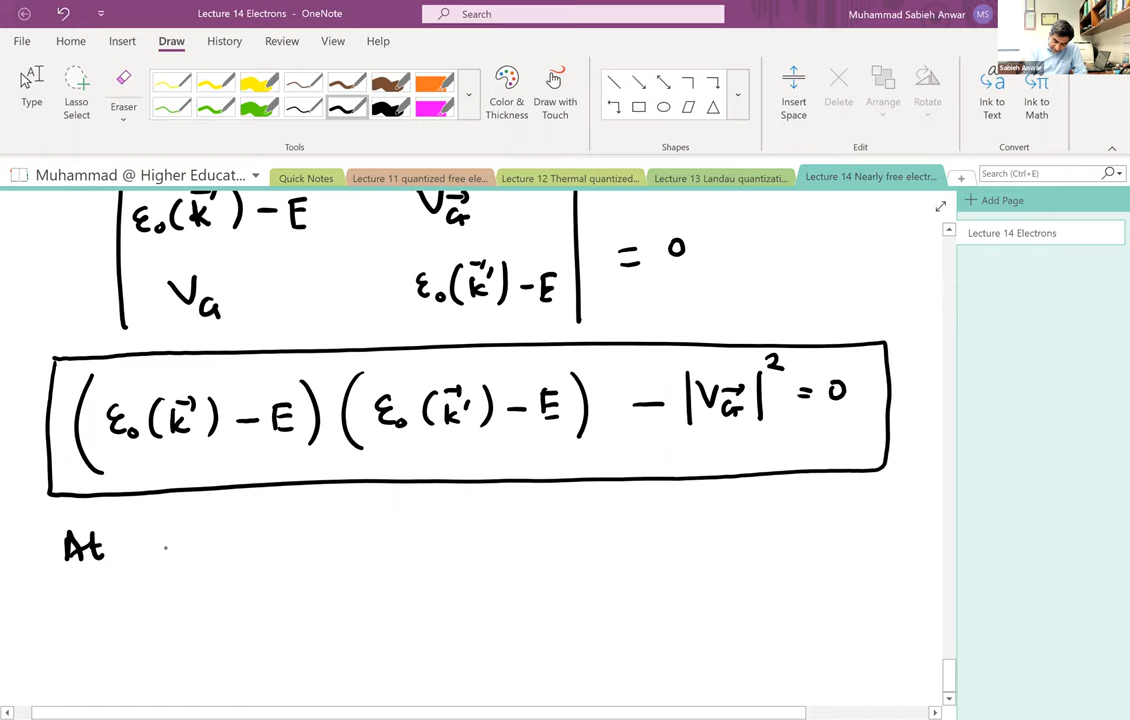 Lecture 14 Electrons - OneNote
Search
Muhammad Sabieh Anwar
MS
File Home Insert Draw History Review View Help
Sabieh Anwar
Type
Lasso Select
Eraser
Color & Thickness
Draw with Touch
Insert Space
Delete
Arrange
Rotate
Ink to Text
Ink to Math
Tools
Shapes
Edit
Convert
Muhammad @ Higher Educat...
Quick Notes
Lecture 11 quantized free ele...
Lecture 12 Thermal quantized...
Lecture 13 Landau quantizati...
Lecture 14 Nearly free electr...
Search (Ctrl+E)
Add Page
Lecture 14 Electrons
| ε₀(k⃗) − E V_G⃗ |
| V_G ε₀(k⃗′) − E | = 0
(ε₀(k⃗) − E)(ε₀(k⃗′) − E) − |V_G⃗|² = 0
At